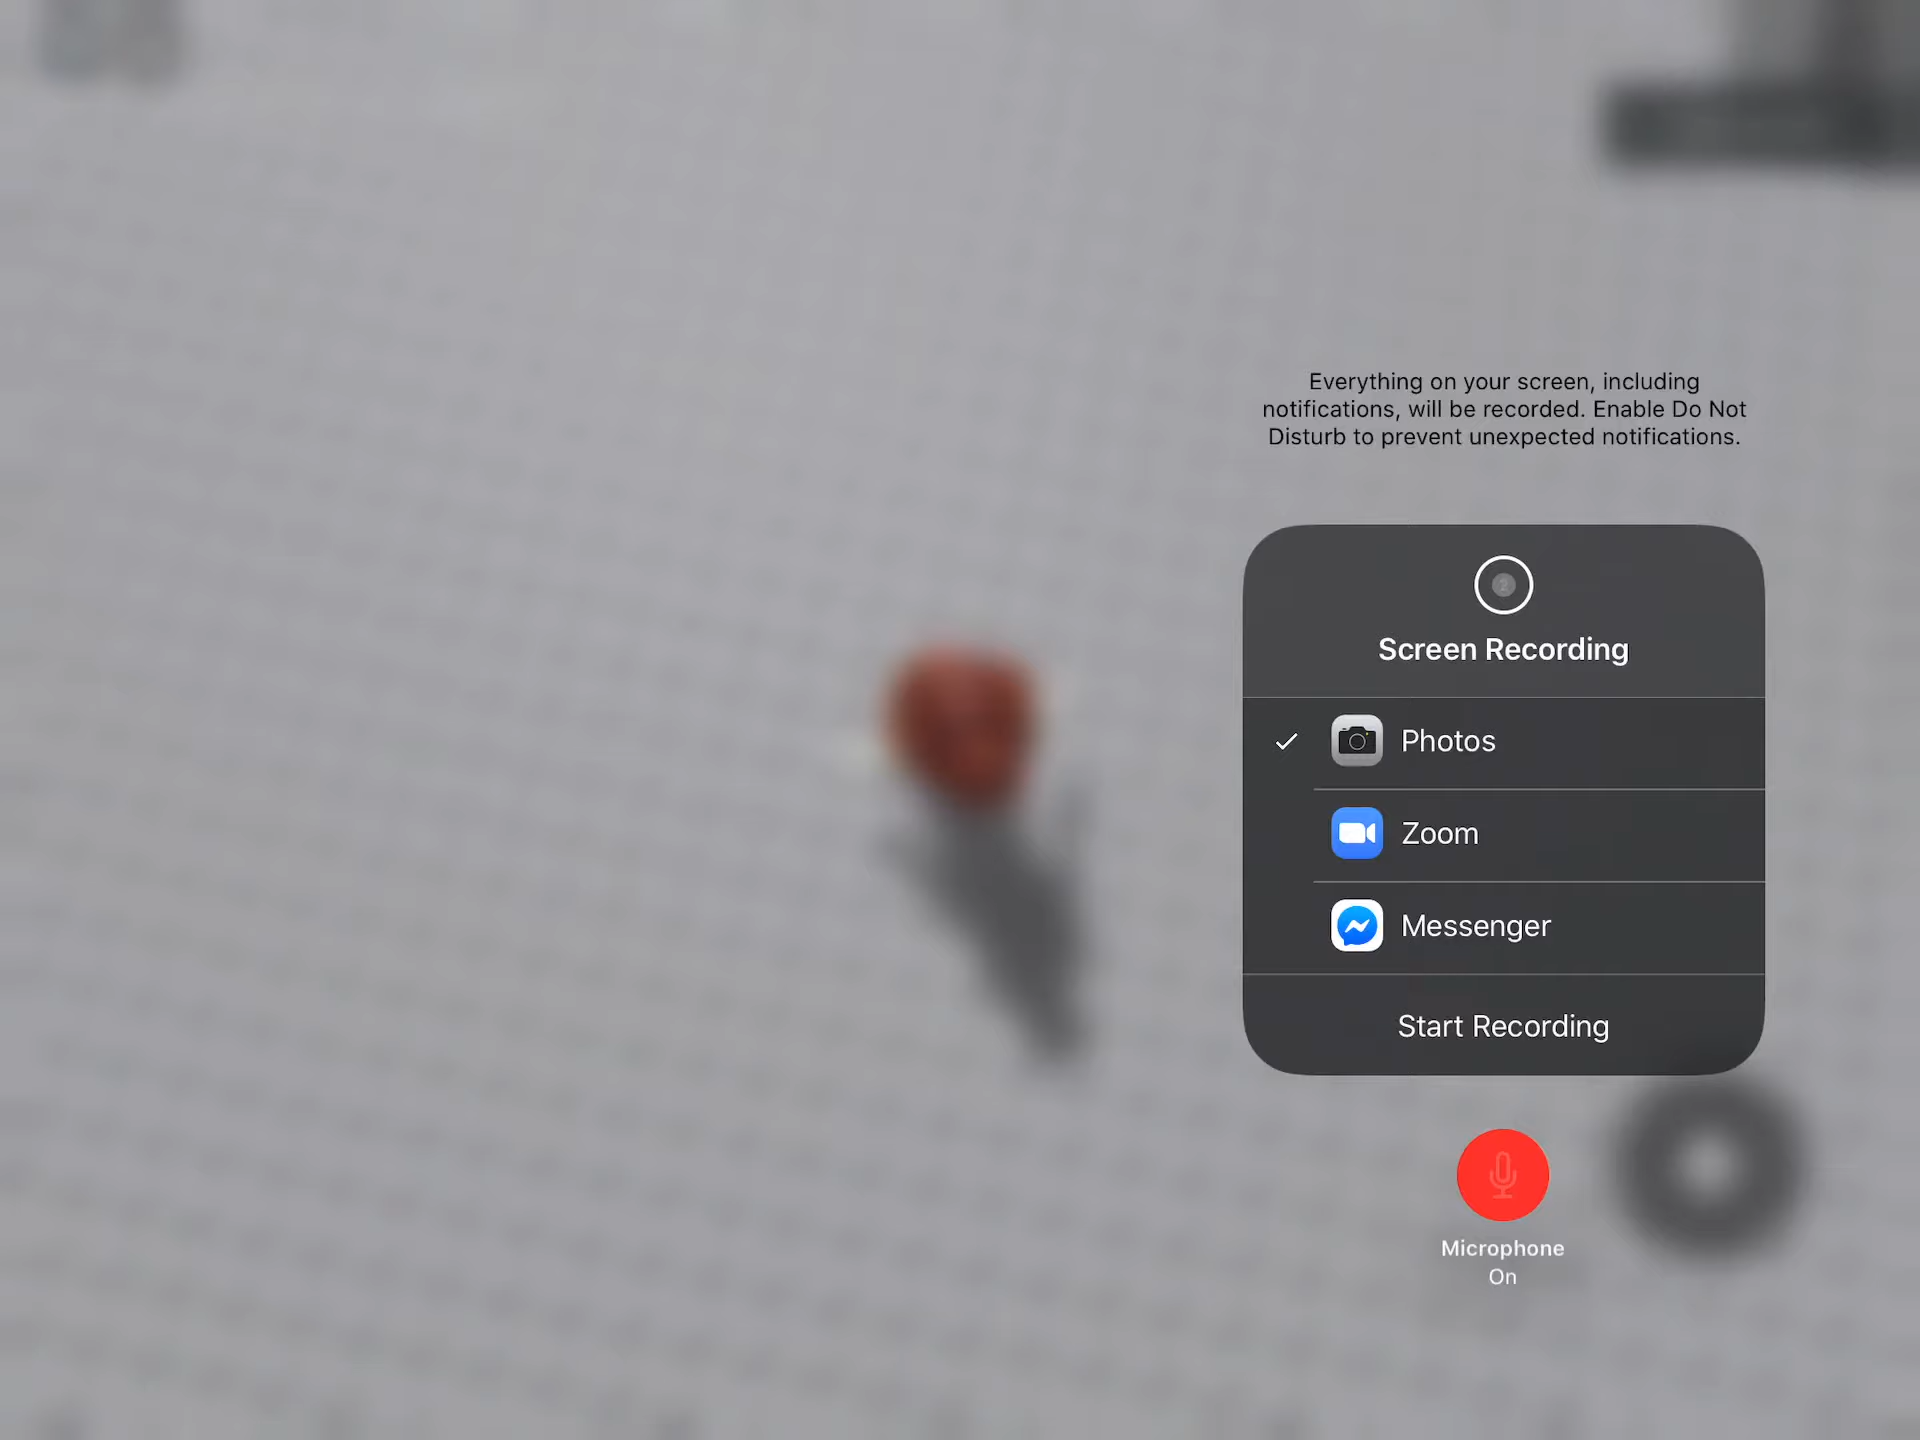 Everything on your screen, including
notifications, will be recorded. Enable Do Not
Disturb to prevent unexpected notifications.
2
Screen Recording
Photos
Zoom
Messenger
Start Recording
Microphone
On